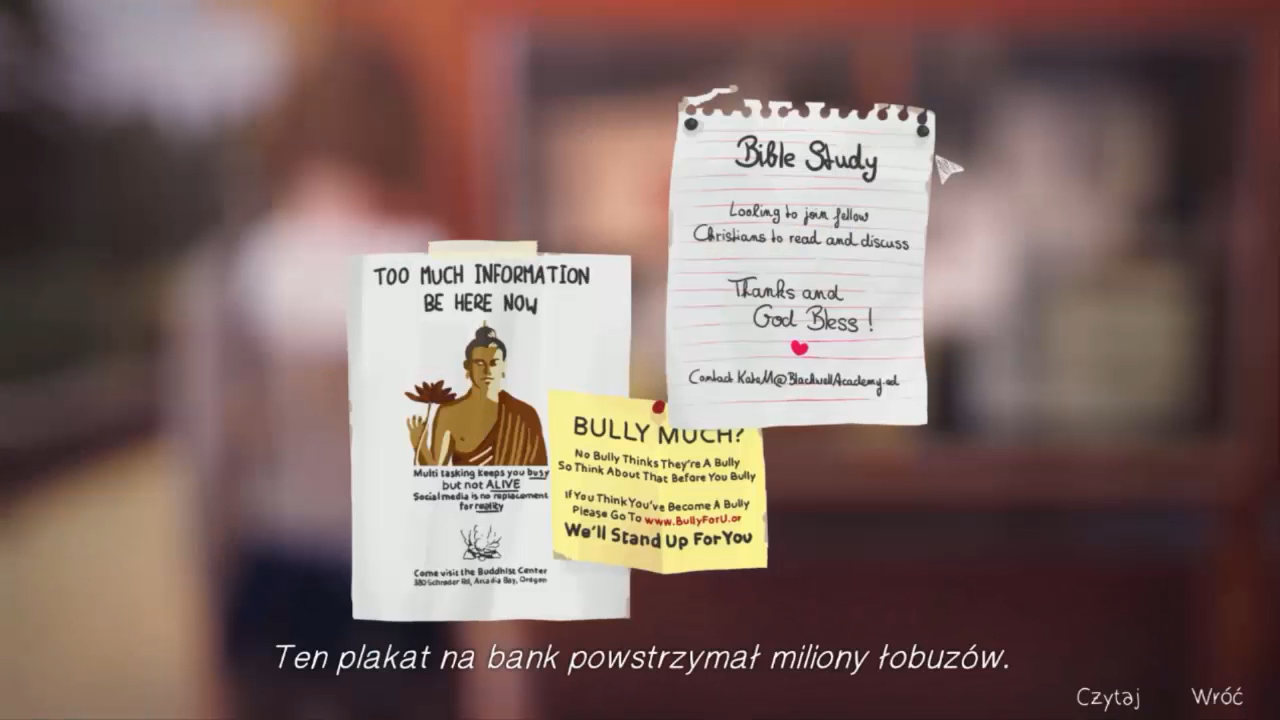 Bible Study
Looking to join fellow
Christians to read and discuss
Thanks and
God Bless !
Contact KateM@BlackwellAcademy.ed
TOO MUCH INFORMATION
BE HERE NOW
Multi tasking keeps you busy
but not ALIVE
Social media is no replacement
for reality
Come visit the Buddhist Center
380 Schroder Rd, Arcadia Bay, Oregon
BULLY MUCH?
No Bully Thinks They're A Bully
So Think About That Before You Bully
If You Think You've Become A Bully
Please Go To www.BullyForU.or
We'll Stand Up For You
Ten plakat na bank powstrzymał miliony łobuzów.
Czytaj
Wróć